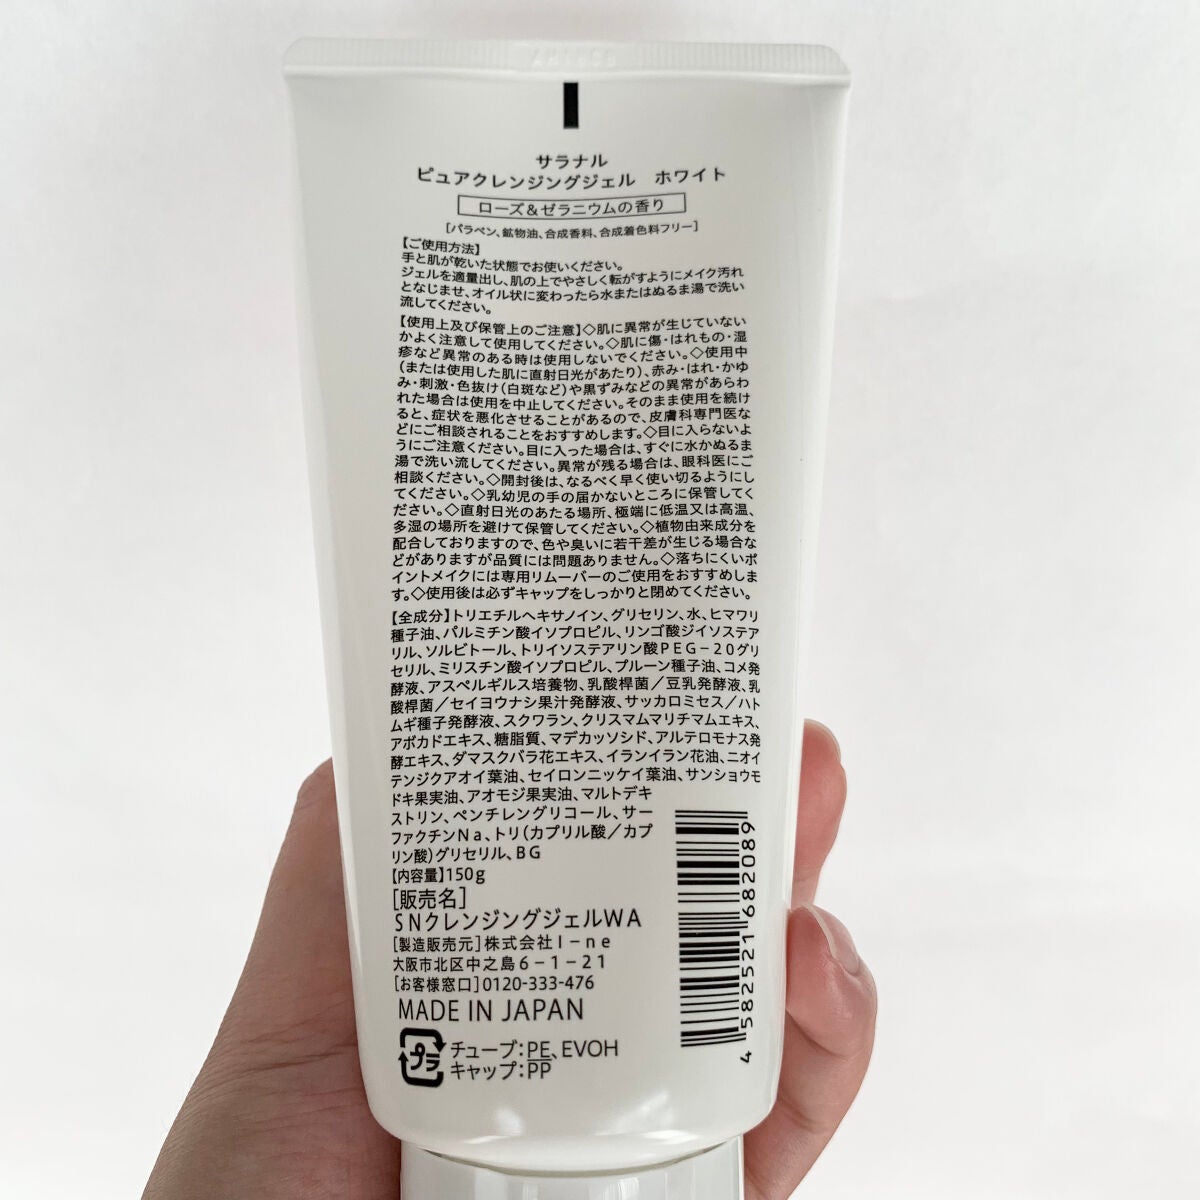 サラナル
ピュアクレンジングジェル　ホワイト
ローズ&ゼラニウムの香り
[パラベン、鉱物油、合成香料、合成着色料フリー]
【ご使用方法】
手と肌が乾いた状態でお使いください。
ジェルを適量出し、肌の上でやさしく転がすようにメイク汚れ
となじませ、オイル状に変わったら水またはぬるま湯で洗い
流してください。
【使用上及び保管上のご注意】◇肌に異常が生じていない
かよく注意して使用してください。◇肌に傷・はれもの・湿
疹など異常のある時は使用しないでください。◇使用中
(または使用した肌に直射日光があたり)、赤み・はれ・かゆ
み・刺激・色抜け(白斑など)や黒ずみなどの異常があらわ
れた場合は使用を中止してください。そのまま使用を続け
ると、症状を悪化させることがあるので、皮膚科専門医な
どにご相談されることをおすすめします。◇目に入らないよ
うにご注意ください。目に入った場合は、すぐに水かぬるま
湯で洗い流してください。異常が残る場合は、眼科医にご
相談ください。◇開封後は、なるべく早く使い切るようにし
てください。◇乳幼児の手の届かないところに保管してく
ださい。◇直射日光のあたる場所、極端に低温又は高温、
多湿の場所を避けて保管してください。◇植物由来成分を
配合しておりますので、色や臭いに若干差が生じる場合な
どがありますが品質には問題ありません。◇落ちにくいポ
イントメイクには専用リムーバーのご使用をおすすめしま
す。◇使用後は必ずキャップをしっかりと閉めてください。
【全成分】トリエチルヘキサノイン、グリセリン、水、ヒマワリ
種子油、パルミチン酸イソプロピル、リンゴ酸ジイソステア
リル、ソルビトール、トリイソステアリン酸PEG-20グリ
セリル、ミリスチン酸イソプロピル、プルーン種子油、コメ発
酵液、アスペルギルス培養物、乳酸桿菌/豆乳発酵液、乳
酸桿菌/セイヨウナシ果汁発酵液、サッカロミセス/ハト
ムギ種子発酵液、スクワラン、クリスマムマリチマムエキス、
アボカドエキス、糖脂質、マデカッソシド、アルテロモナス発
酵エキス、ダマスクバラ花エキス、イランイラン花油、ニオイ
テンジクアオイ葉油、セイロンニッケイ葉油、サンショウモ
ドキ果実油、アオモジ果実油、マルトデキ
ストリン、ペンチレングリコール、サー
ファクチンNa、トリ(カプリル酸/カプ
リン酸)グリセリル、BG
【内容量】150g
[販売名]
SNクレンジングジェルWA
[製造販売元]株式会社I-ne
大阪市北区中之島6-1-21
[お客様窓口]0120-333-476
MADE IN JAPAN
プラ チューブ:PE、EVOH
キャップ:PP
4 582521 682089